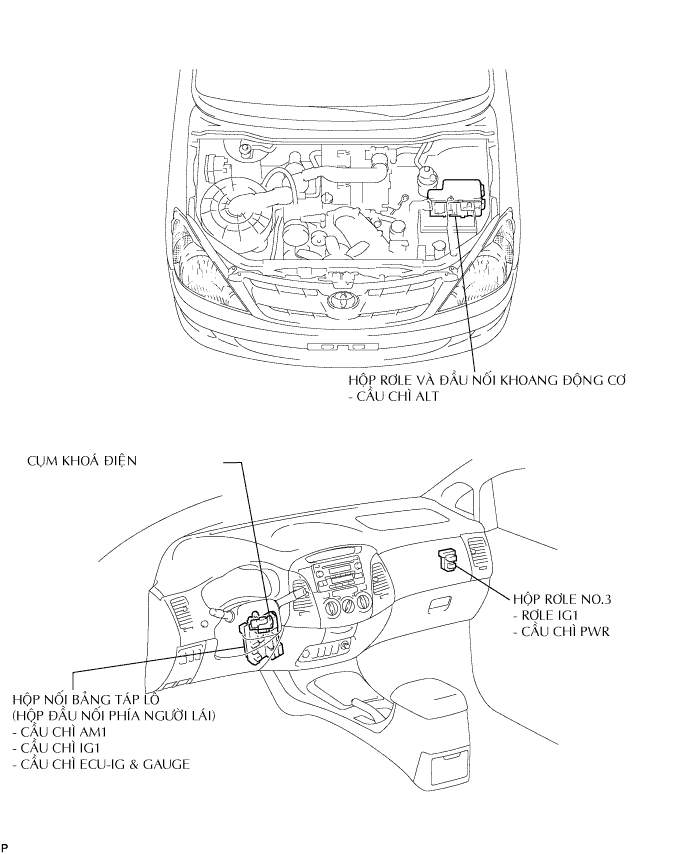 HỘP RƠLE VÀ ĐẦU NỐI KHOANG ĐỘNG CƠ
- CẦU CHÌ ALT
CỤM KHOÁ ĐIỆN
HỘP RƠLE NO.3
- RƠLE IG1
- CẦU CHÌ PWR
HỘP NỐI BẢNG TÁP LÔ
(HỘP ĐẦU NỐI PHÍA NGƯỜI LÁI)
- CẦU CHÌ AM1
- CẦU CHÌ IG1
- CẦU CHÌ ECU-IG & GAUGE
P